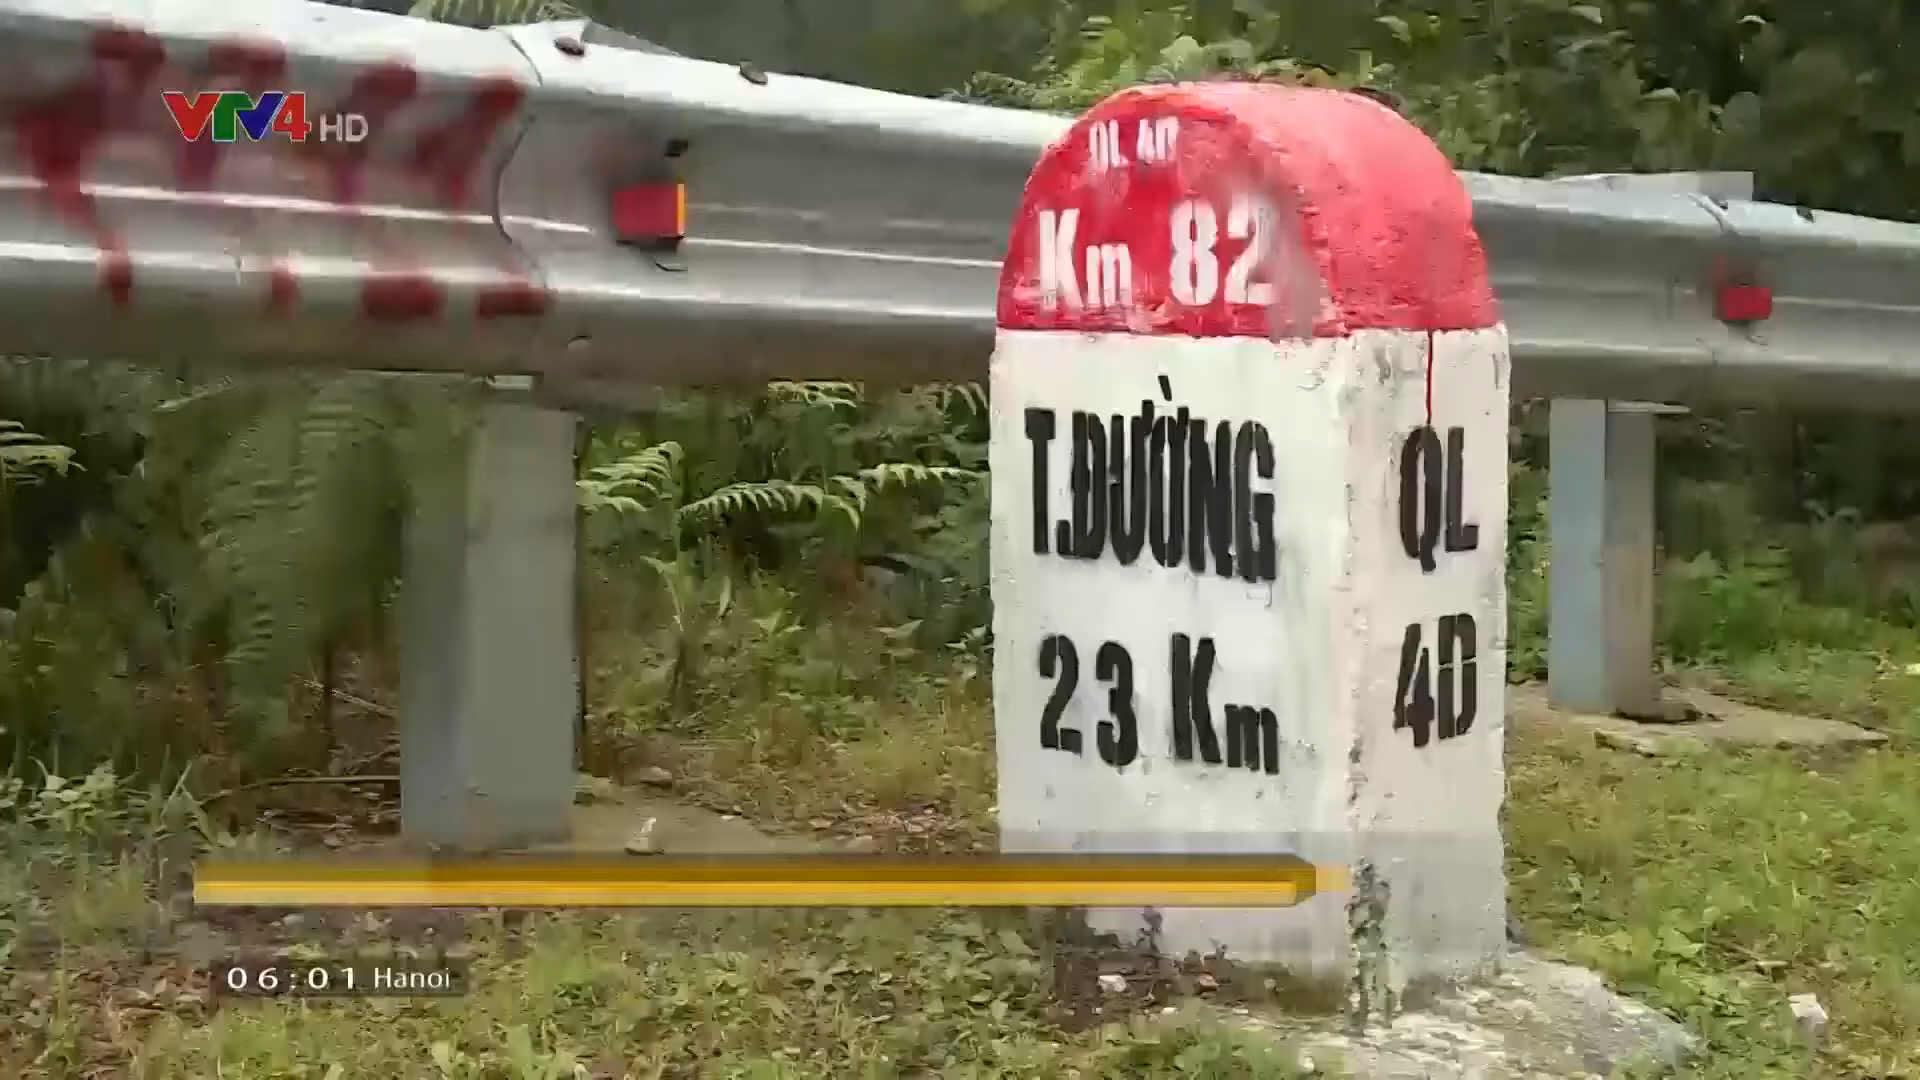 VTV4 HD
QL 4D
Km 82
T.ĐƯỜNG
23 Km
QL
4D
06:01 Hanoi